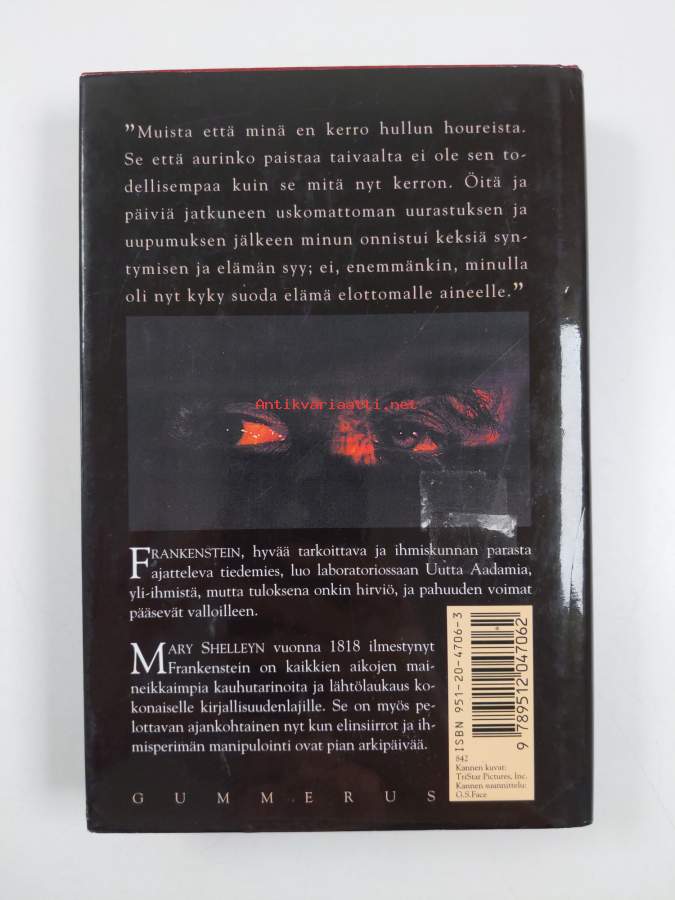 ”Muista että minä en kerro hullun houreista.
Se että aurinko paistaa taivaalta ei ole sen to-
dellisempaa kuin se mitä nyt kerron. Öitä ja
päiviä jatkuneen uskomattoman uurastuksen ja
uupumuksen jälkeen minun onnistui keksiä syn-
tymisen ja elämän syy; ei, enemmänkin, minulla
oli nyt kyky suoda elämä elottomalle aineelle.”
Antikvariaatti.net
FRANKENSTEIN, hyvää tarkoittava ja ihmiskunnan parasta
ajatteleva tiedemies, luo laboratoriossaan Uutta Aadamia,
yli-ihmistä, mutta tuloksena onkin hirviö, ja pahuuden voimat
pääsevät valloilleen.
MARY SHELLEYN vuonna 1818 ilmestynyt
Frankenstein on kaikkien aikojen mai-
neikkaimpia kauhutarinoita ja lähtölaukaus ko-
konaiselle kirjallisuudenlajille. Se on myös pe-
lottavan ajankohtainen nyt kun elinsiirrot ja ih-
misperimän manipulointi ovat pian arkipäivää.
GUMMERUS
ISBN 951-20-4706-3
9 789512 047062
842
Kannen kuvat:
TriStar Pictures, Inc.
Kannen suunnittelu:
G.S.Face